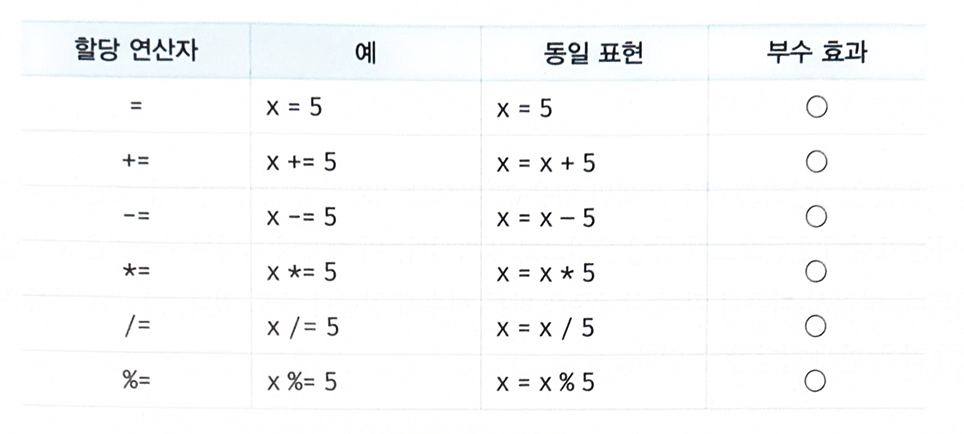 할당 연산자 예 동일 표현 부수 효과
= x = 5 x = 5 ○
+= x += 5 x = x + 5 ○
-= x -= 5 x = x - 5 ○
*= x *= 5 x = x * 5 ○
/= x /= 5 x = x / 5 ○
%= x %= 5 x = x % 5 ○